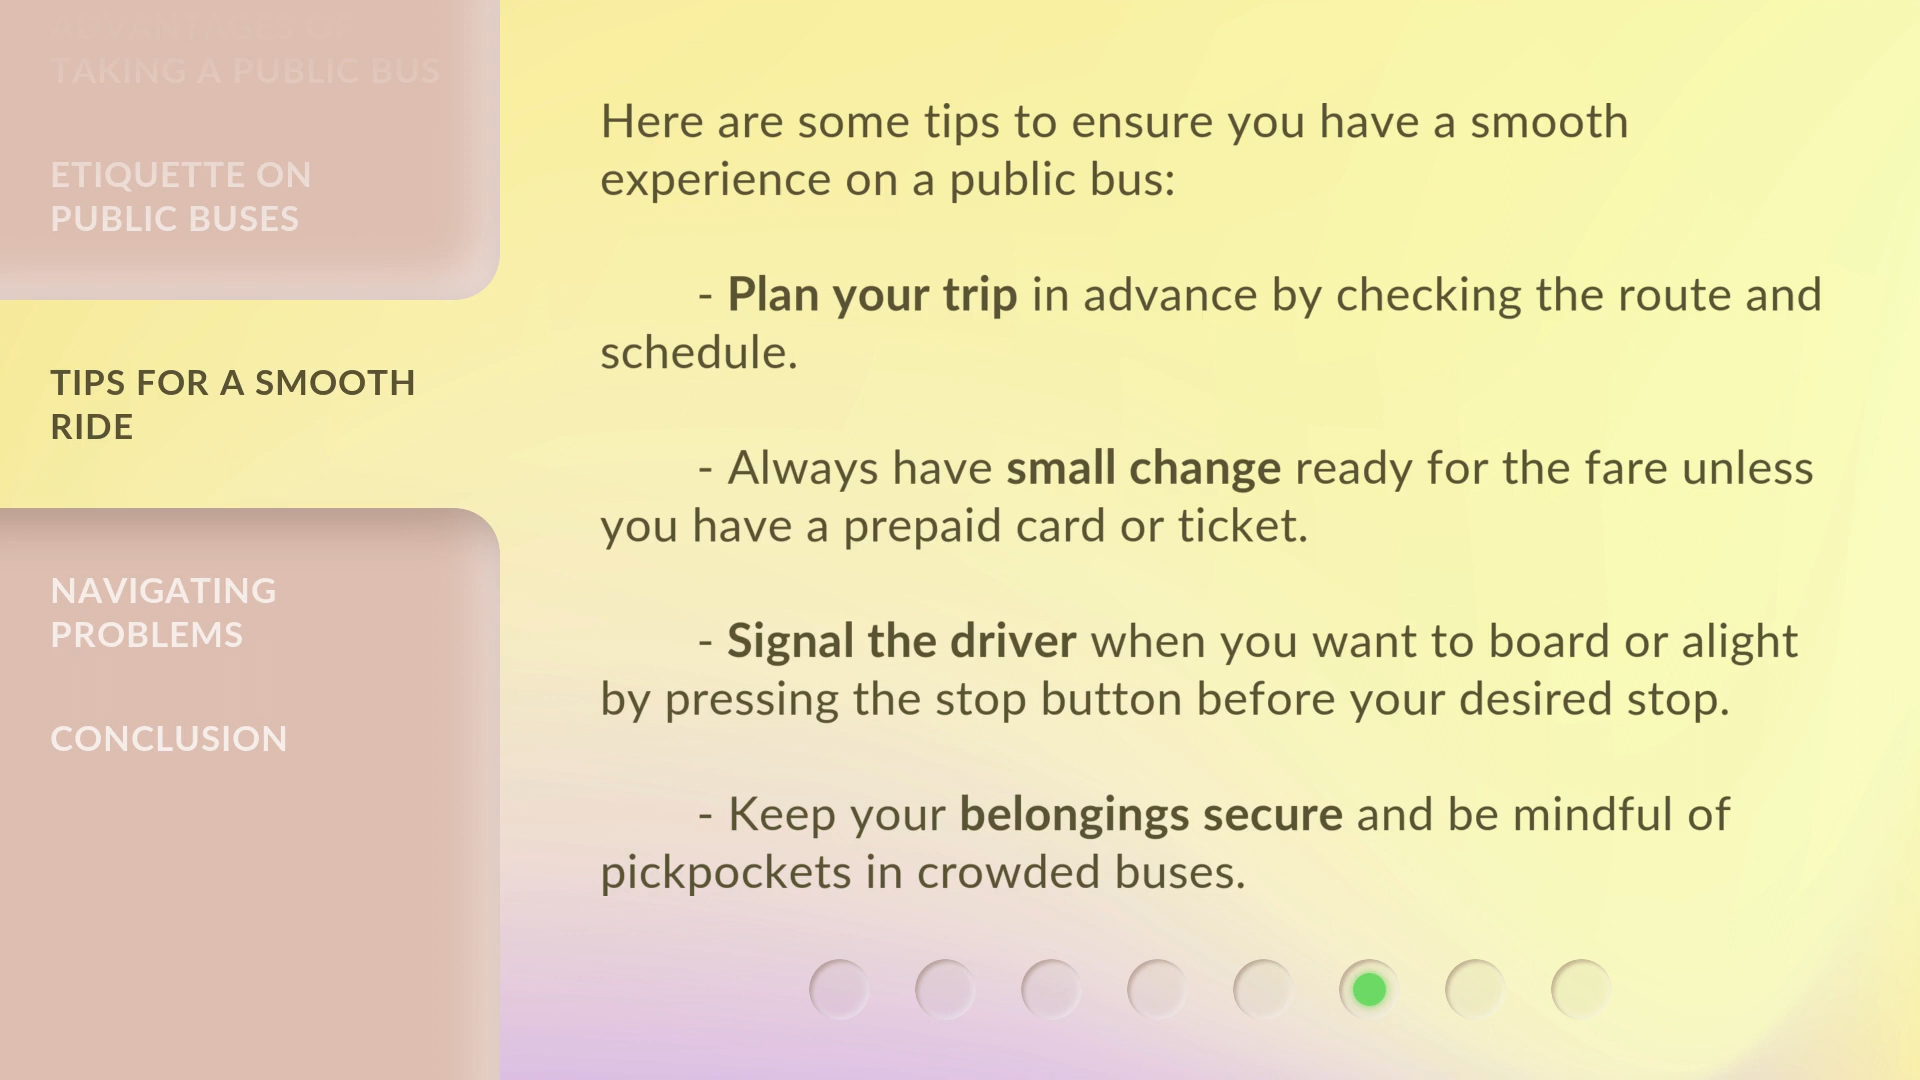 ADVANTAGES OF
TAKING A PUBLIC BUS
ETIQUETTE ON
PUBLIC BUSES
TIPS FOR A SMOOTH
RIDE
NAVIGATING
PROBLEMS
CONCLUSION
Here are some tips to ensure you have a smooth
experience on a public bus:
- Plan your trip in advance by checking the route and
schedule.
- Always have small change ready for the fare unless
you have a prepaid card or ticket.
- Signal the driver when you want to board or alight
by pressing the stop button before your desired stop.
- Keep your belongings secure and be mindful of
pickpockets in crowded buses.